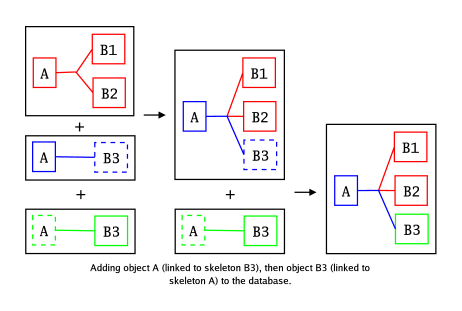 A
B1
B2
+
A
B3
+
A
B3
A
B1
B2
B3
+
A
B3
A
B1
B2
B3
Adding object A (linked to skeleton B3), then object B3 (linked to
skeleton A) to the database.